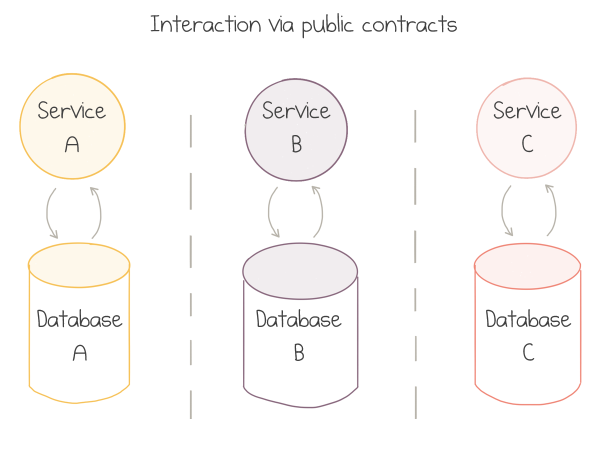 Interaction via public contracts
Service
A
Service
B
Service
C
Database
A
Database
B
Database
C